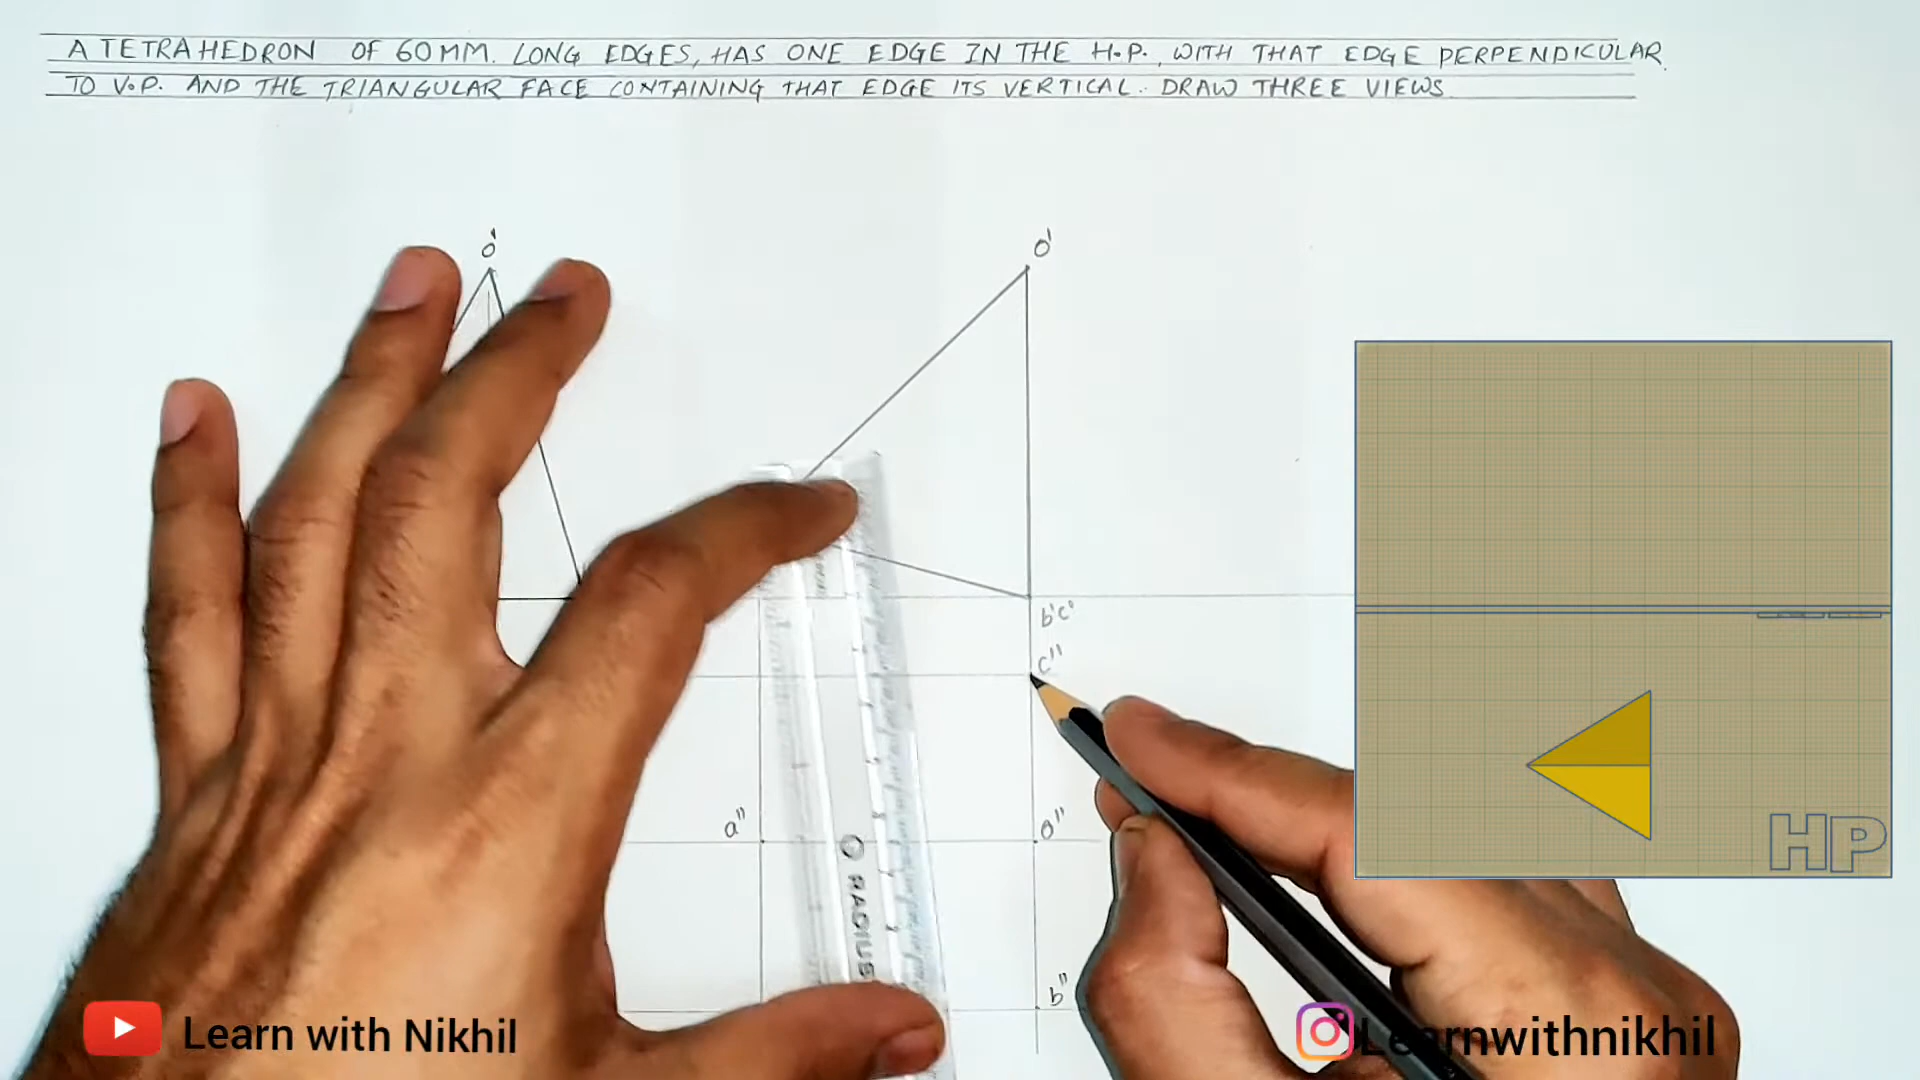 A TETRAHEDRON OF 60MM. LONG EDGES, HAS ONE EDGE IN THE H.P., WITH THAT EDGE PERPENDICULAR
TO V.P. AND THE TRIANGULAR FACE CONTAINING THAT EDGE ITS VERTICAL. DRAW THREE VIEWS
o' o'
b'c'
c"
a" o"
RADIUS
HP
b"
Learn with Nikhil
Learnwithnikhil